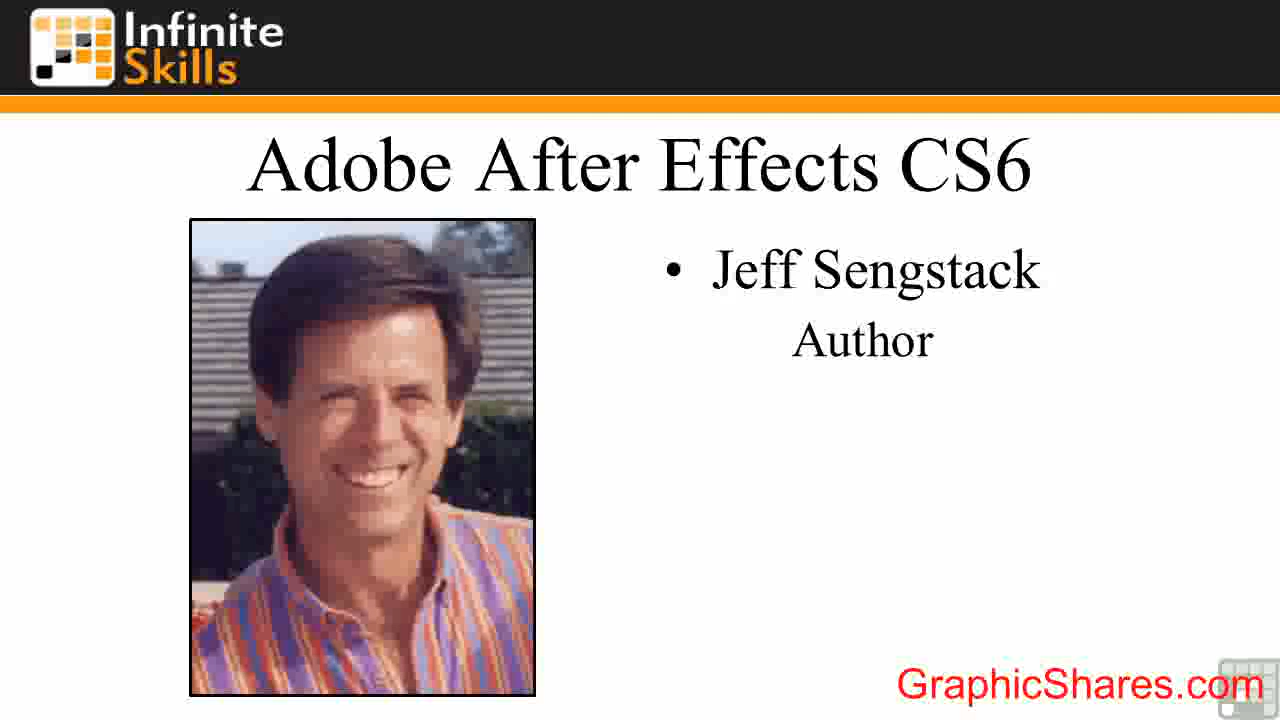 Infinite
Skills
Adobe After Effects CS6
• Jeff Sengstack
Author
GraphicShares.com